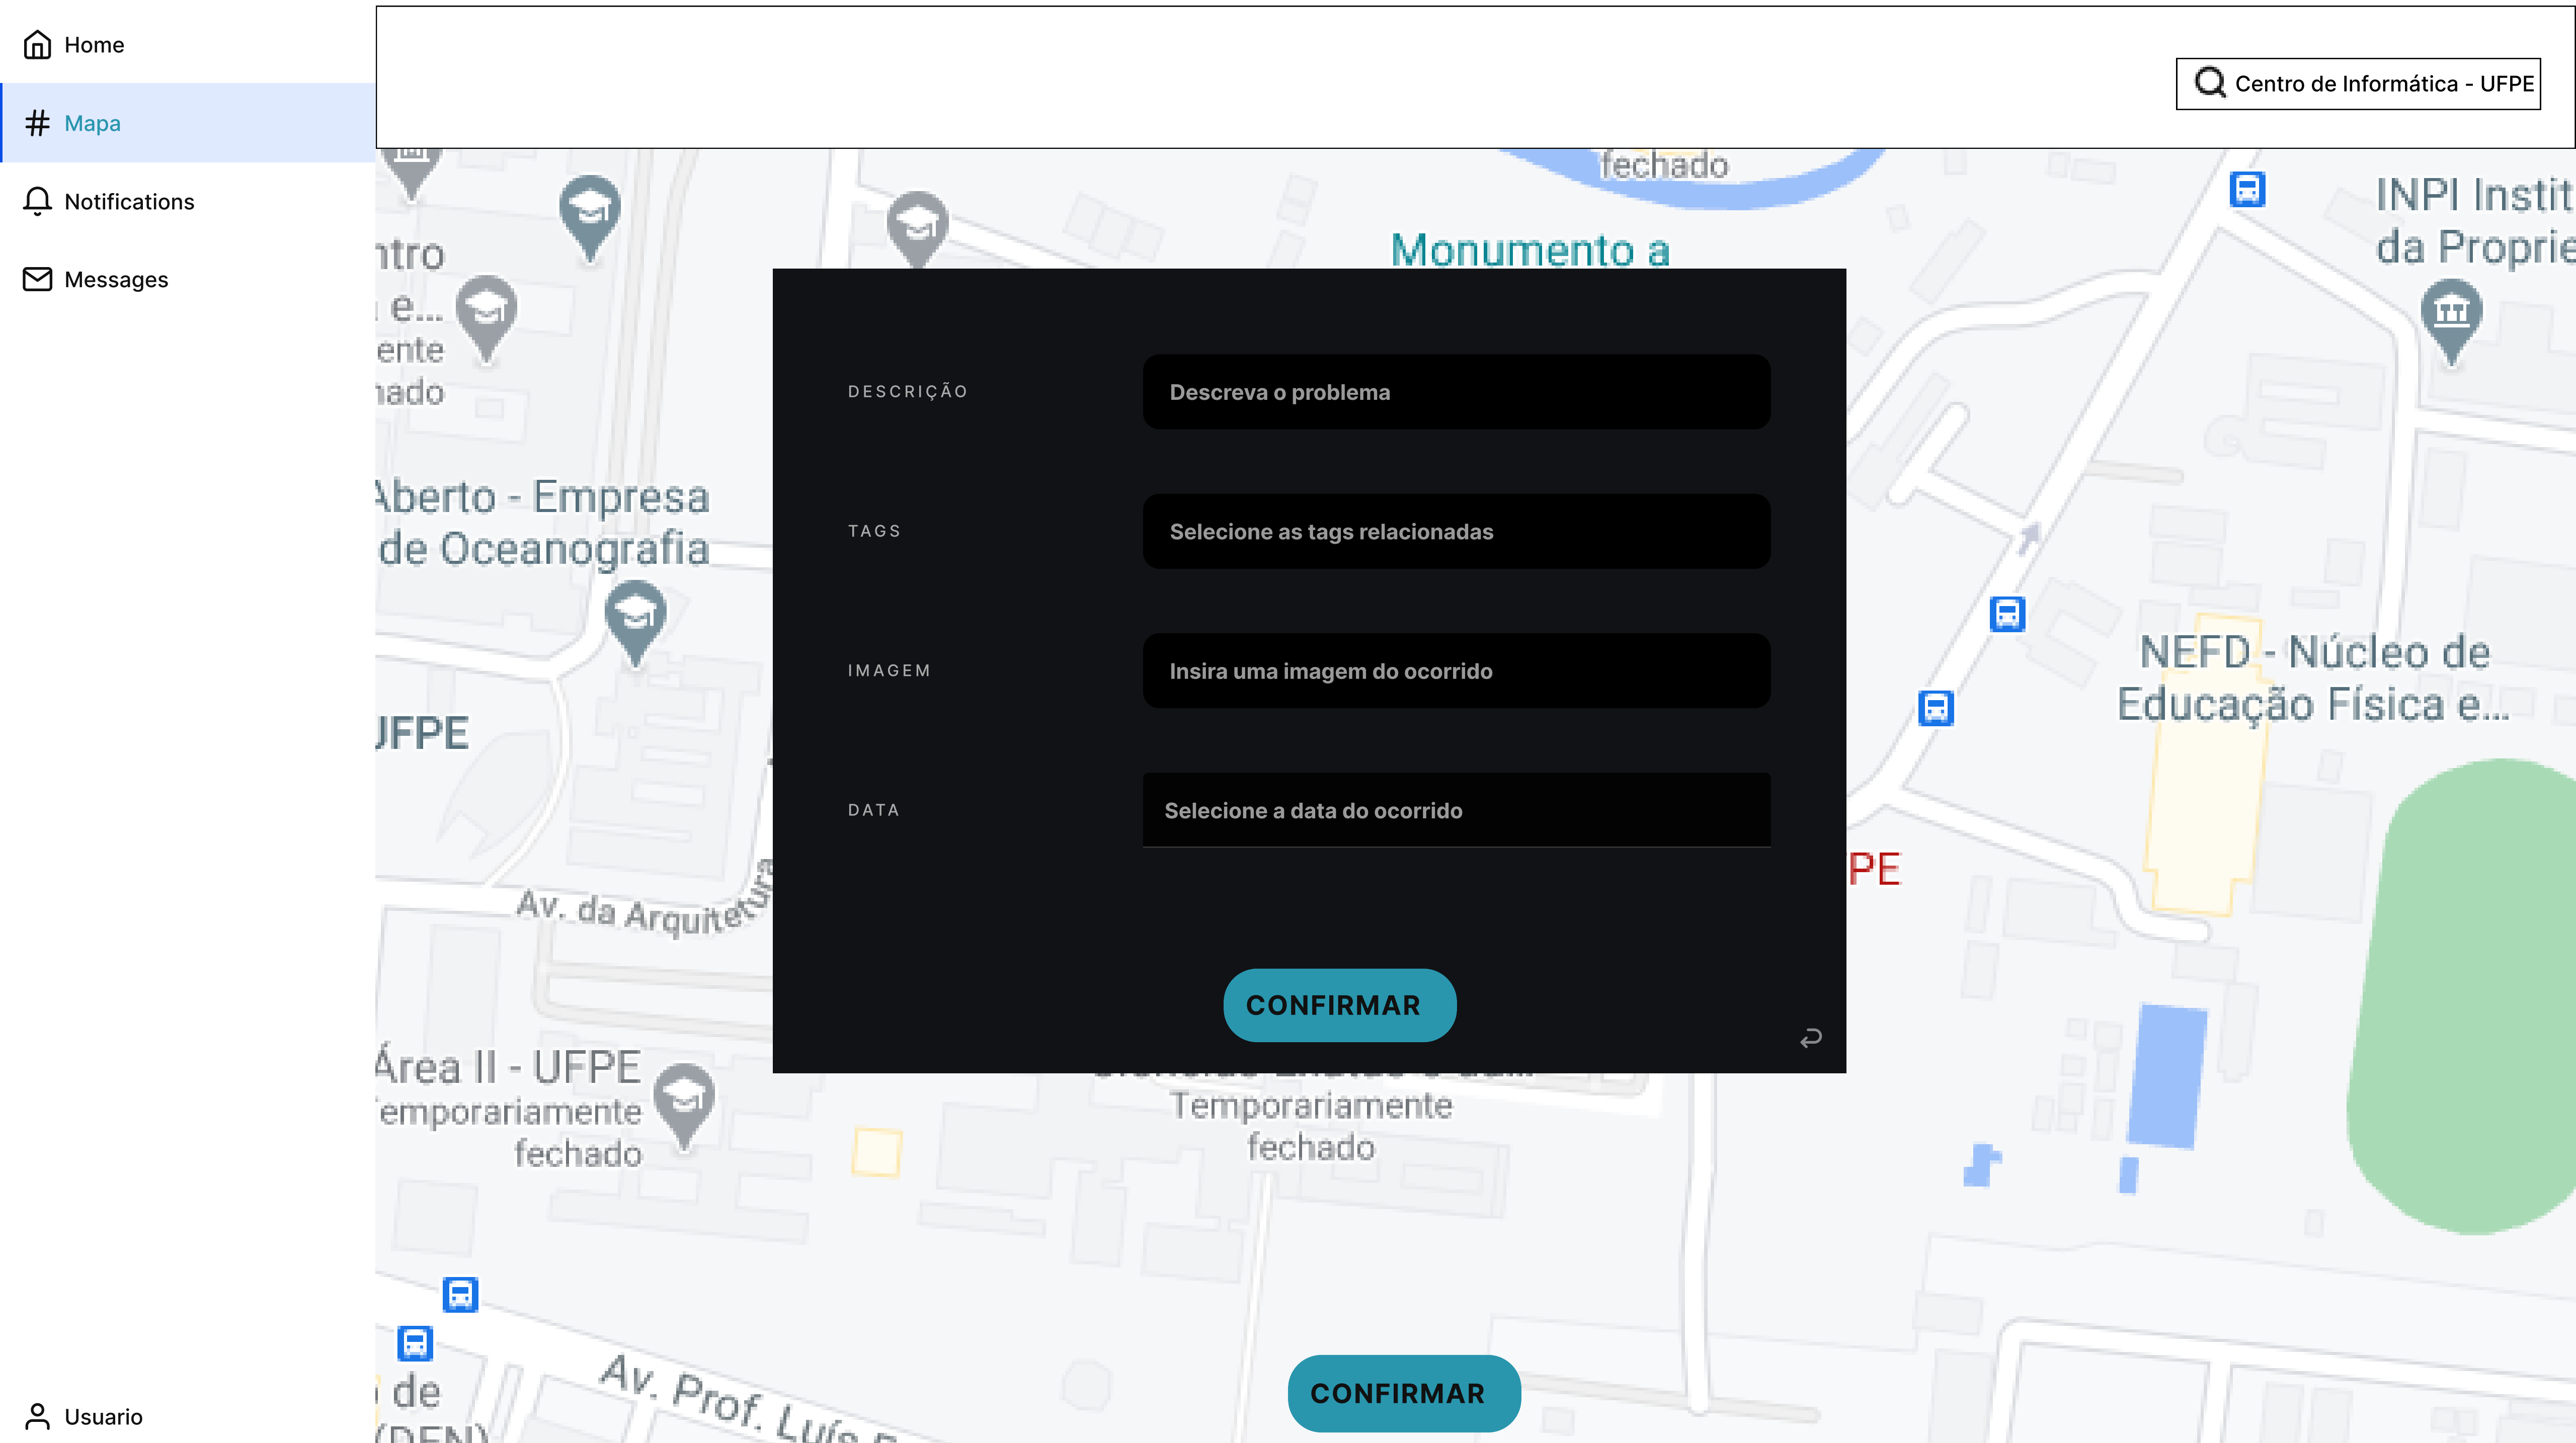 Home
Mapa
Notifications
Messages
Usuario
Centro de Informática - UFPE
fechado
Monumento a
INPI Instit
da Proprie
ntro
e...
ente
nado
Aberto - Empresa
de Oceanografia
UFPE
NEFD - Núcleo de
Educação Física e...
PE
Av. da Arquitetura
DESCRIÇÃO
Descreva o problema
TAGS
Selecione as tags relacionadas
IMAGEM
Insira uma imagem do ocorrido
DATA
Selecione a data do ocorrido
CONFIRMAR
Área II - UFPE
Temporariamente
fechado
Temporariamente
fechado
Av. Prof. Luís
de
CONFIRMAR